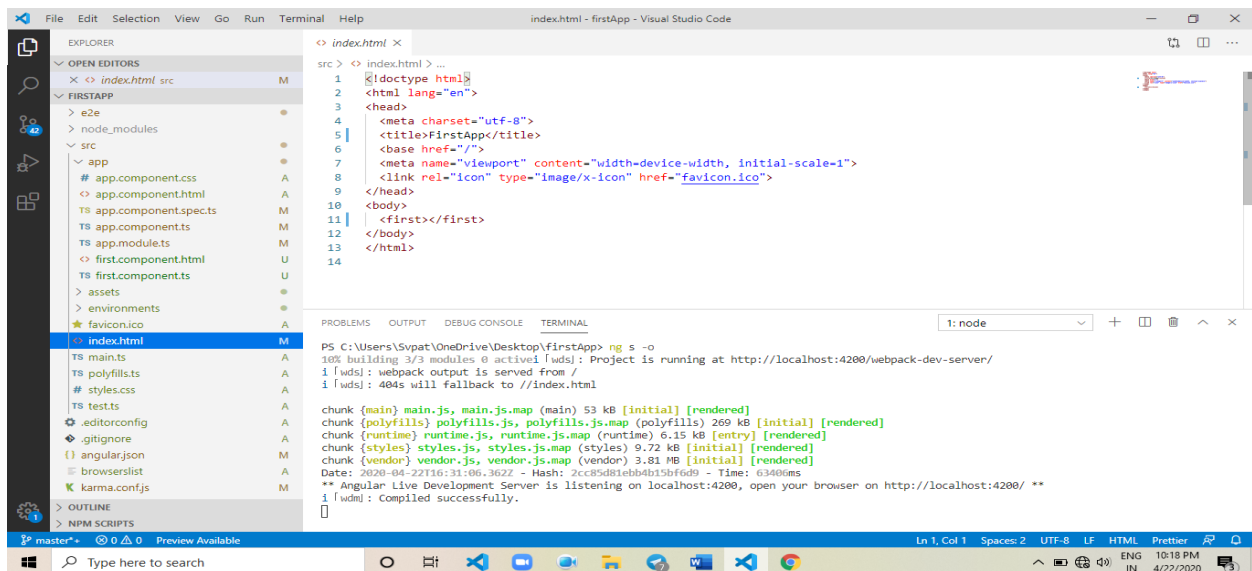 File Edit Selection View Go Run Terminal Help index.html - firstApp - Visual Studio Code
EXPLORER
OPEN EDITORS
index.html src M
FIRSTAPP
e2e
node_modules
src
app
# app.component.css A
<> app.component.html A
TS app.component.spec.ts M
TS app.component.ts M
TS app.module.ts M
<> first.component.html U
TS first.component.ts U
assets
environments
favicon.ico A
<> index.html M
TS main.ts A
TS polyfills.ts A
# styles.css A
TS test.ts A
.editorconfig A
.gitignore A
{} angular.json M
browserslist A
karma.conf.js M
OUTLINE
NPM SCRIPTS
42
1
<> index.html
src > <> index.html > ...
1 <!doctype html>
2 <html lang="en">
3 <head>
4 <meta charset="utf-8">
5 <title>FirstApp</title>
6 <base href="/">
7 <meta name="viewport" content="width=device-width, initial-scale=1">
8 <link rel="icon" type="image/x-icon" href="favicon.ico">
9 </head>
10 <body>
11 <first></first>
12 </body>
13 </html>
14
PROBLEMS OUTPUT DEBUG CONSOLE TERMINAL 1: node
PS C:\Users\Svpat\OneDrive\Desktop\firstApp> ng s -o
10% building 3/3 modules 0 activei ｢wds｣: Project is running at http://localhost:4200/webpack-dev-server/
i ｢wds｣: webpack output is served from /
i ｢wds｣: 404s will fallback to //index.html
chunk {main} main.js, main.js.map (main) 53 kB [initial] [rendered]
chunk {polyfills} polyfills.js, polyfills.js.map (polyfills) 269 kB [initial] [rendered]
chunk {runtime} runtime.js, runtime.js.map (runtime) 6.15 kB [entry] [rendered]
chunk {styles} styles.js, styles.js.map (styles) 9.72 kB [initial] [rendered]
chunk {vendor} vendor.js, vendor.js.map (vendor) 3.81 MB [initial] [rendered]
Date: 2020-04-22T16:31:06.362Z - Hash: 2cc85d81ebb4b15bf6d9 - Time: 63406ms
** Angular Live Development Server is listening on localhost:4200, open your browser on http://localhost:4200/ **
i ｢wdm｣: Compiled successfully.
master*+ 0 0 Preview Available Ln 1, Col 1 Spaces: 2 UTF-8 LF HTML Prettier
Type here to search
ENG
IN
10:18 PM
4/22/2020
3